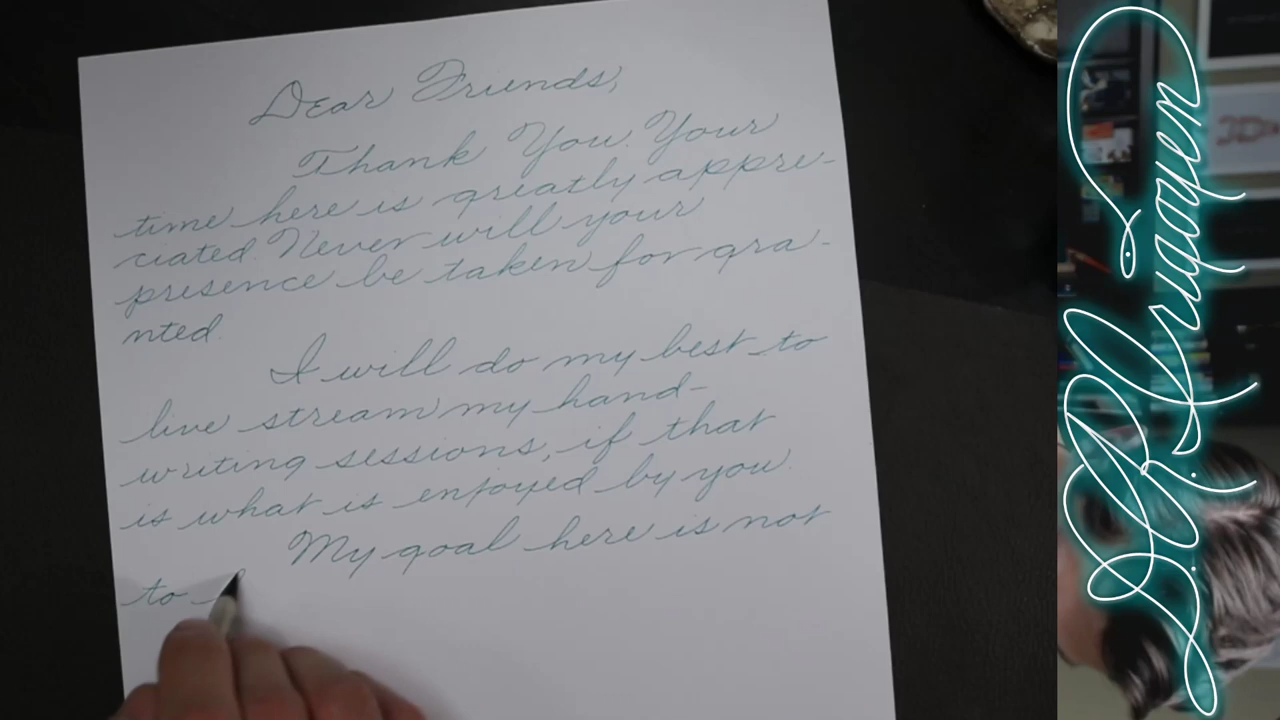 Dear Friends,
Thank You. Your
time here is greatly appre-
ciated. Never will your
presence be taken for gra-
nted.
I will do my best to
live stream my hand-
writing sessions, if that
is what is enjoyed by you.
My goal here is not
to